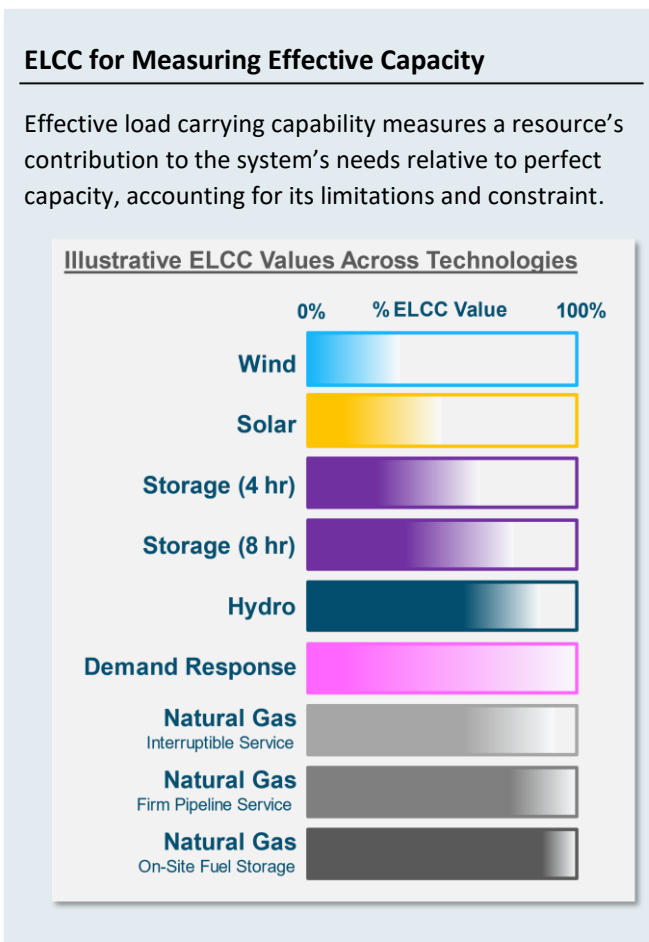 ELCC for Measuring Effective Capacity
Effective load carrying capability measures a resource's
contribution to the system's needs relative to perfect
capacity, accounting for its limitations and constraint.
Illustrative ELCC Values Across Technologies
0% % ELCC Value 100%
Wind
Solar
Storage (4 hr)
Storage (8 hr)
Hydro
Demand Response
Natural Gas
Interruptible Service
Natural Gas
Firm Pipeline Service
Natural Gas
On-Site Fuel Storage